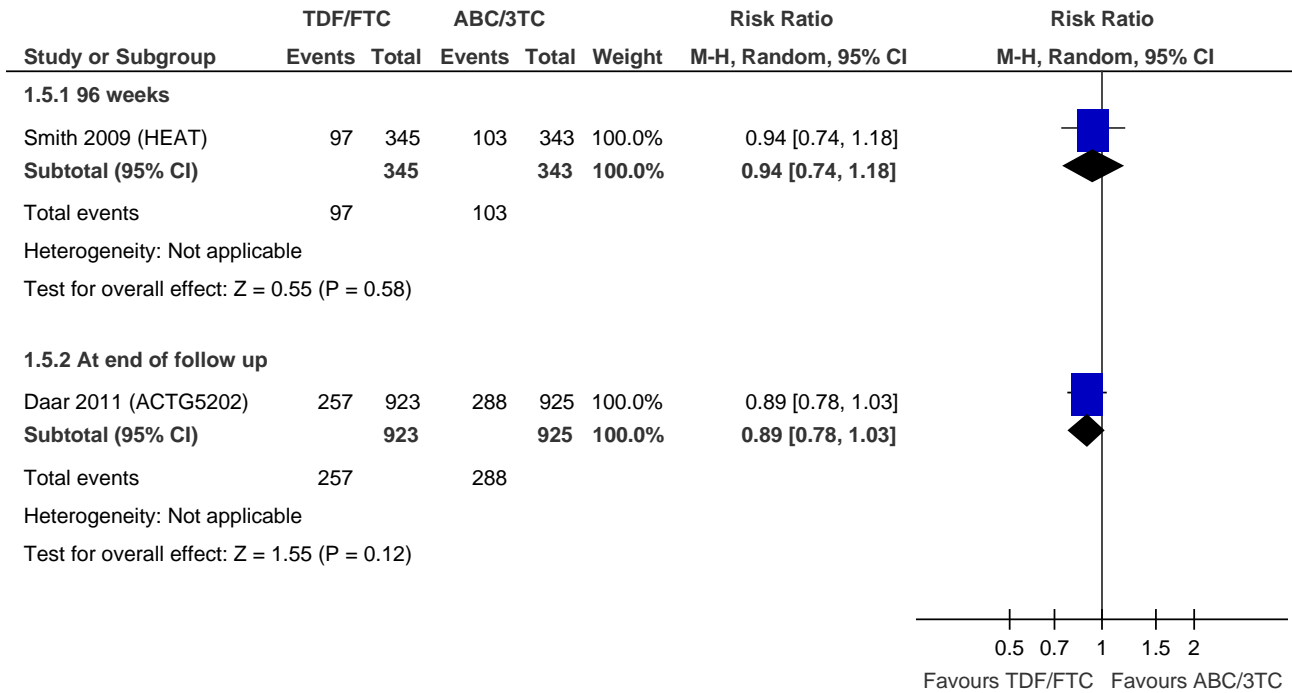 TDF/FTC ABC/3TC Risk Ratio Risk Ratio
Study or Subgroup Events Total Events Total Weight M-H, Random, 95% CI M-H, Random, 95% CI
1.5.1 96 weeks
Smith 2009 (HEAT) 97 345 103 343 100.0% 0.94 [0.74, 1.18]
Subtotal (95% CI) 345 343 100.0% 0.94 [0.74, 1.18]
Total events 97 103
Heterogeneity: Not applicable
Test for overall effect: Z = 0.55 (P = 0.58)
1.5.2 At end of follow up
Daar 2011 (ACTG5202) 257 923 288 925 100.0% 0.89 [0.78, 1.03]
Subtotal (95% CI) 923 925 100.0% 0.89 [0.78, 1.03]
Total events 257 288
Heterogeneity: Not applicable
Test for overall effect: Z = 1.55 (P = 0.12)
0.5 0.7 1 1.5 2
Favours TDF/FTC Favours ABC/3TC